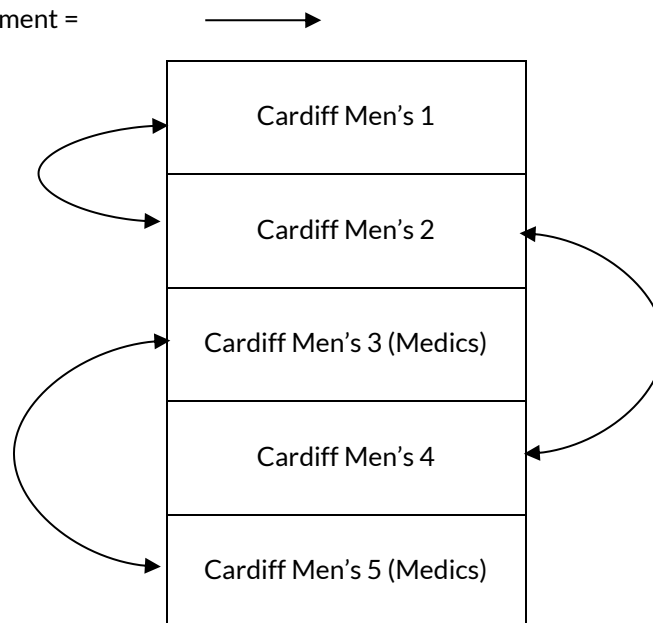 ment =
Cardiff Men’s 1
Cardiff Men’s 2
Cardiff Men’s 3 (Medics)
Cardiff Men’s 4
Cardiff Men’s 5 (Medics)